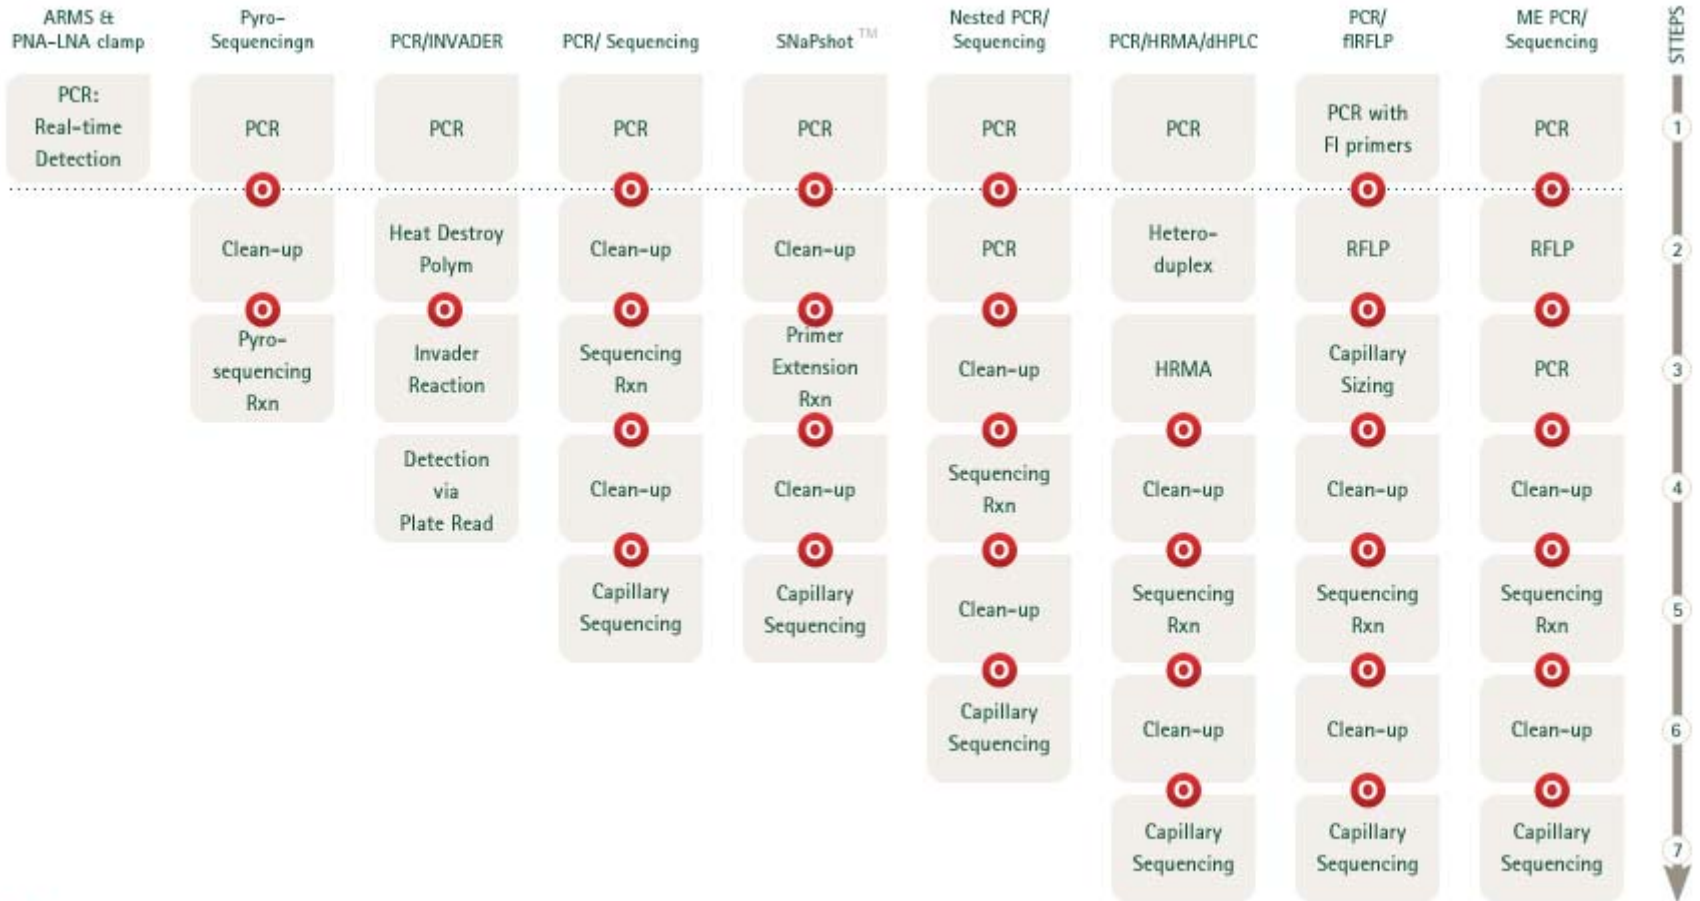 ARMS &
PNA-LNA clamp
Pyro-
Sequencingn
PCR/INVADER
PCR/ Sequencing
SNaPshot TM
Nested PCR/
Sequencing
PCR/HRMA/dHPLC
PCR/
flRFLP
ME PCR/
Sequencing
STTEPS
PCR:
Real-time
Detection
PCR
PCR
PCR
PCR
PCR
PCR
PCR with
Fl primers
PCR
1
O O O O O O
Clean-up
Heat Destroy
Polym
Clean-up
Clean-up
PCR
Hetero-
duplex
RFLP
RFLP
2
O O O O O O O
Pyro-
sequencing
Rxn
Invader
Reaction
Sequencing
Rxn
Primer
Extension
Rxn
Clean-up
HRMA
Capillary
Sizing
PCR
3
O O O O O O
Detection
via
Plate Read
Clean-up
Clean-up
Sequencing
Rxn
Clean-up
Clean-up
Clean-up
4
O O O O O O
Capillary
Sequencing
Capillary
Sequencing
Clean-up
Sequencing
Rxn
Sequencing
Rxn
Sequencing
Rxn
5
O O O O
Capillary
Sequencing
Clean-up
Clean-up
Clean-up
6
O O O
Capillary
Sequencing
Capillary
Sequencing
Capillary
Sequencing
7